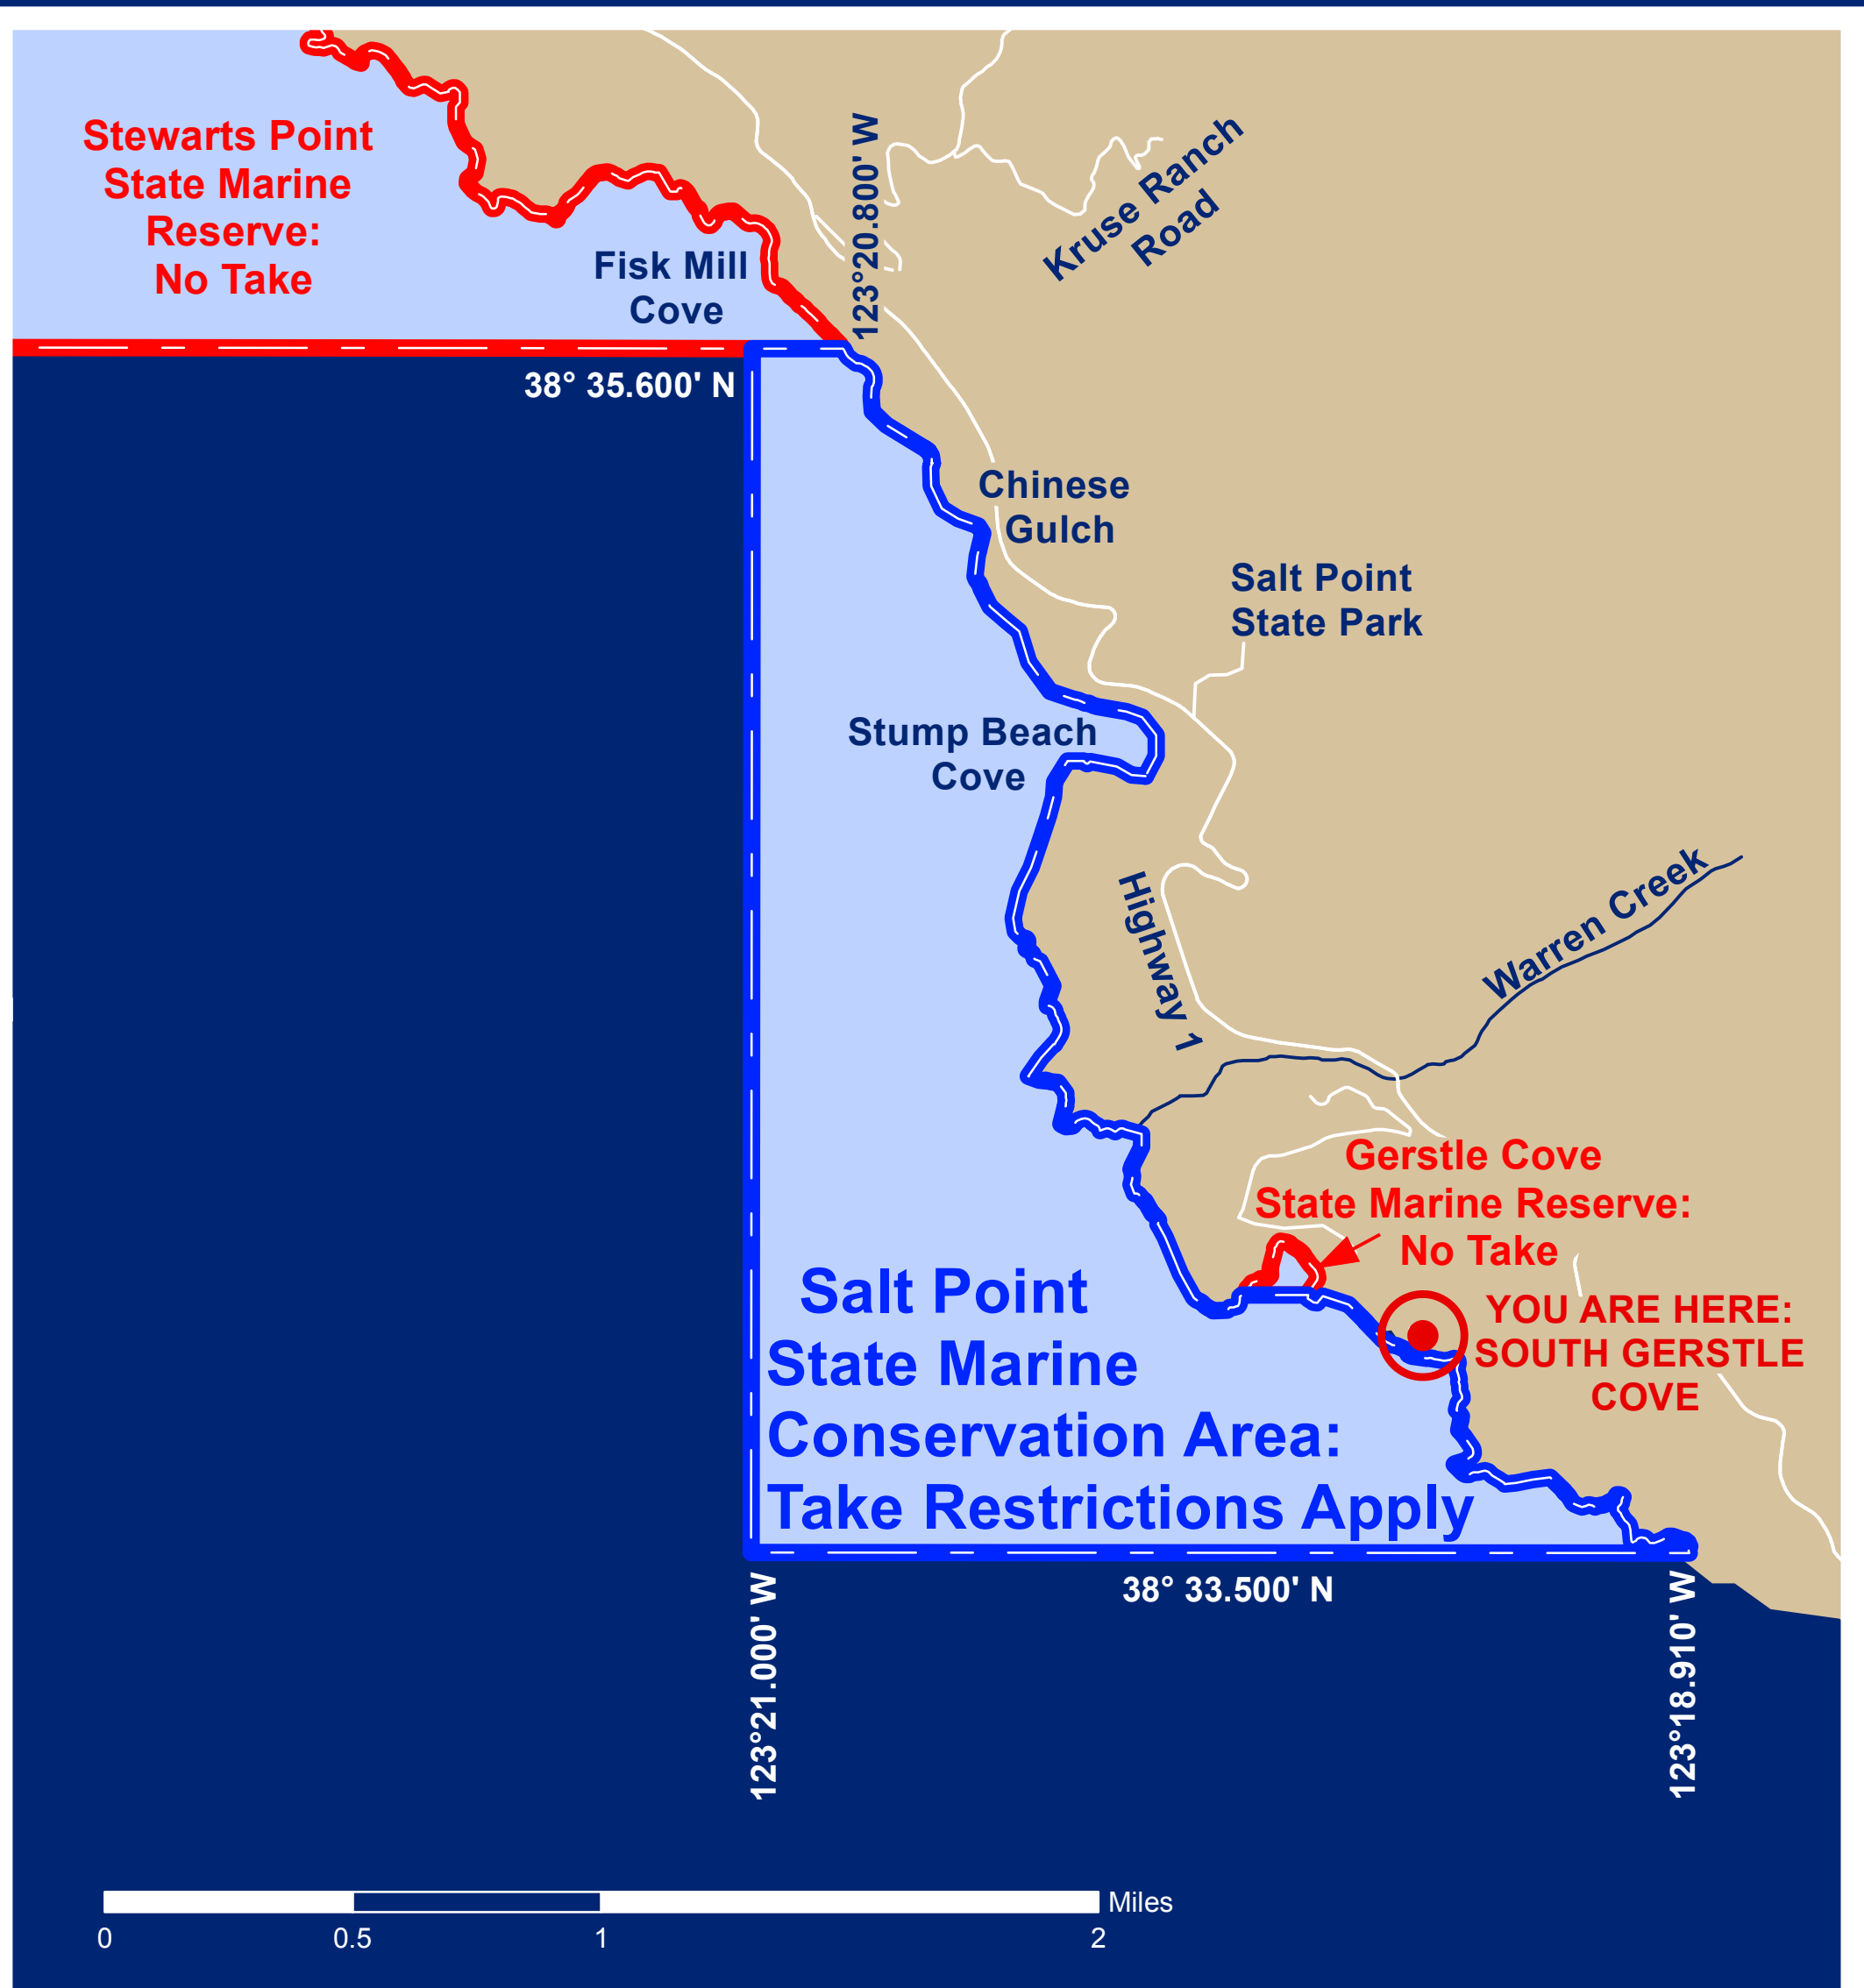 Stewarts Point
State Marine
Reserve:
No Take
Fisk Mill
Cove
123°20.800' W
Kruse Ranch
Road
38° 35.600' N
Chinese
Gulch
Salt Point
State Park
Stump Beach
Cove
Highway 1
Warren Creek
Gerstle Cove
State Marine Reserve:
No Take
YOU ARE HERE:
SOUTH GERSTLE
COVE
Salt Point
State Marine
Conservation Area:
Take Restrictions Apply
38° 33.500' N
123°21.000' W
123°18.910' W
Miles
0 0.5 1 2